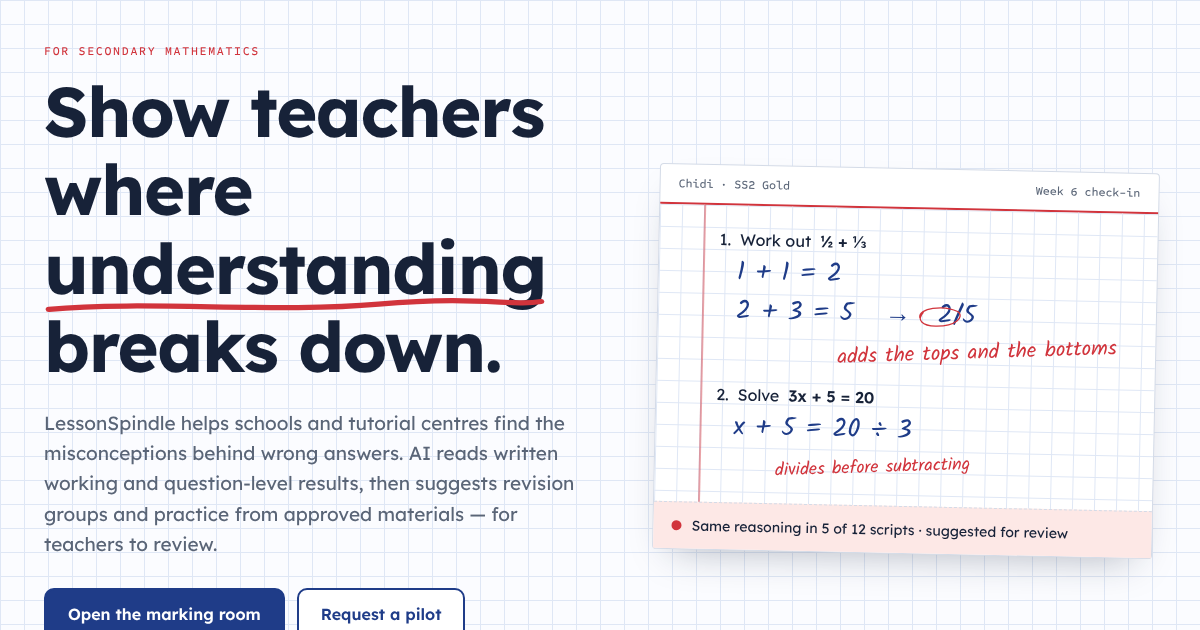 FOR SECONDARY MATHEMATICS
Show teachers
where
understanding
breaks down.
LessonSpindle helps schools and tutorial centres find the
misconceptions behind wrong answers. AI reads written
working and question-level results, then suggests revision
groups and practice from approved materials — for
teachers to review.
Open the marking room
Request a pilot
Chidi · SS2 Gold
Week 6 check-in
1. Work out ½ + ⅓
1 + 1 = 2
2 + 3 = 5 → 2/5
adds the tops and the bottoms
2. Solve 3x + 5 = 20
x + 5 = 20 ÷ 3
divides before subtracting
Same reasoning in 5 of 12 scripts · suggested for review